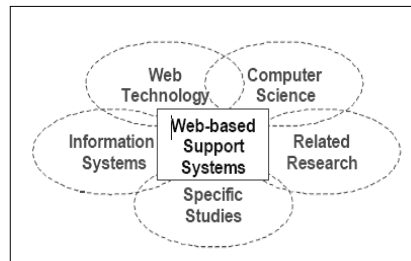 Web
Technology
Computer
Science
Information
Systems
Web-based
Support
Systems
Related
Research
Specific
Studies